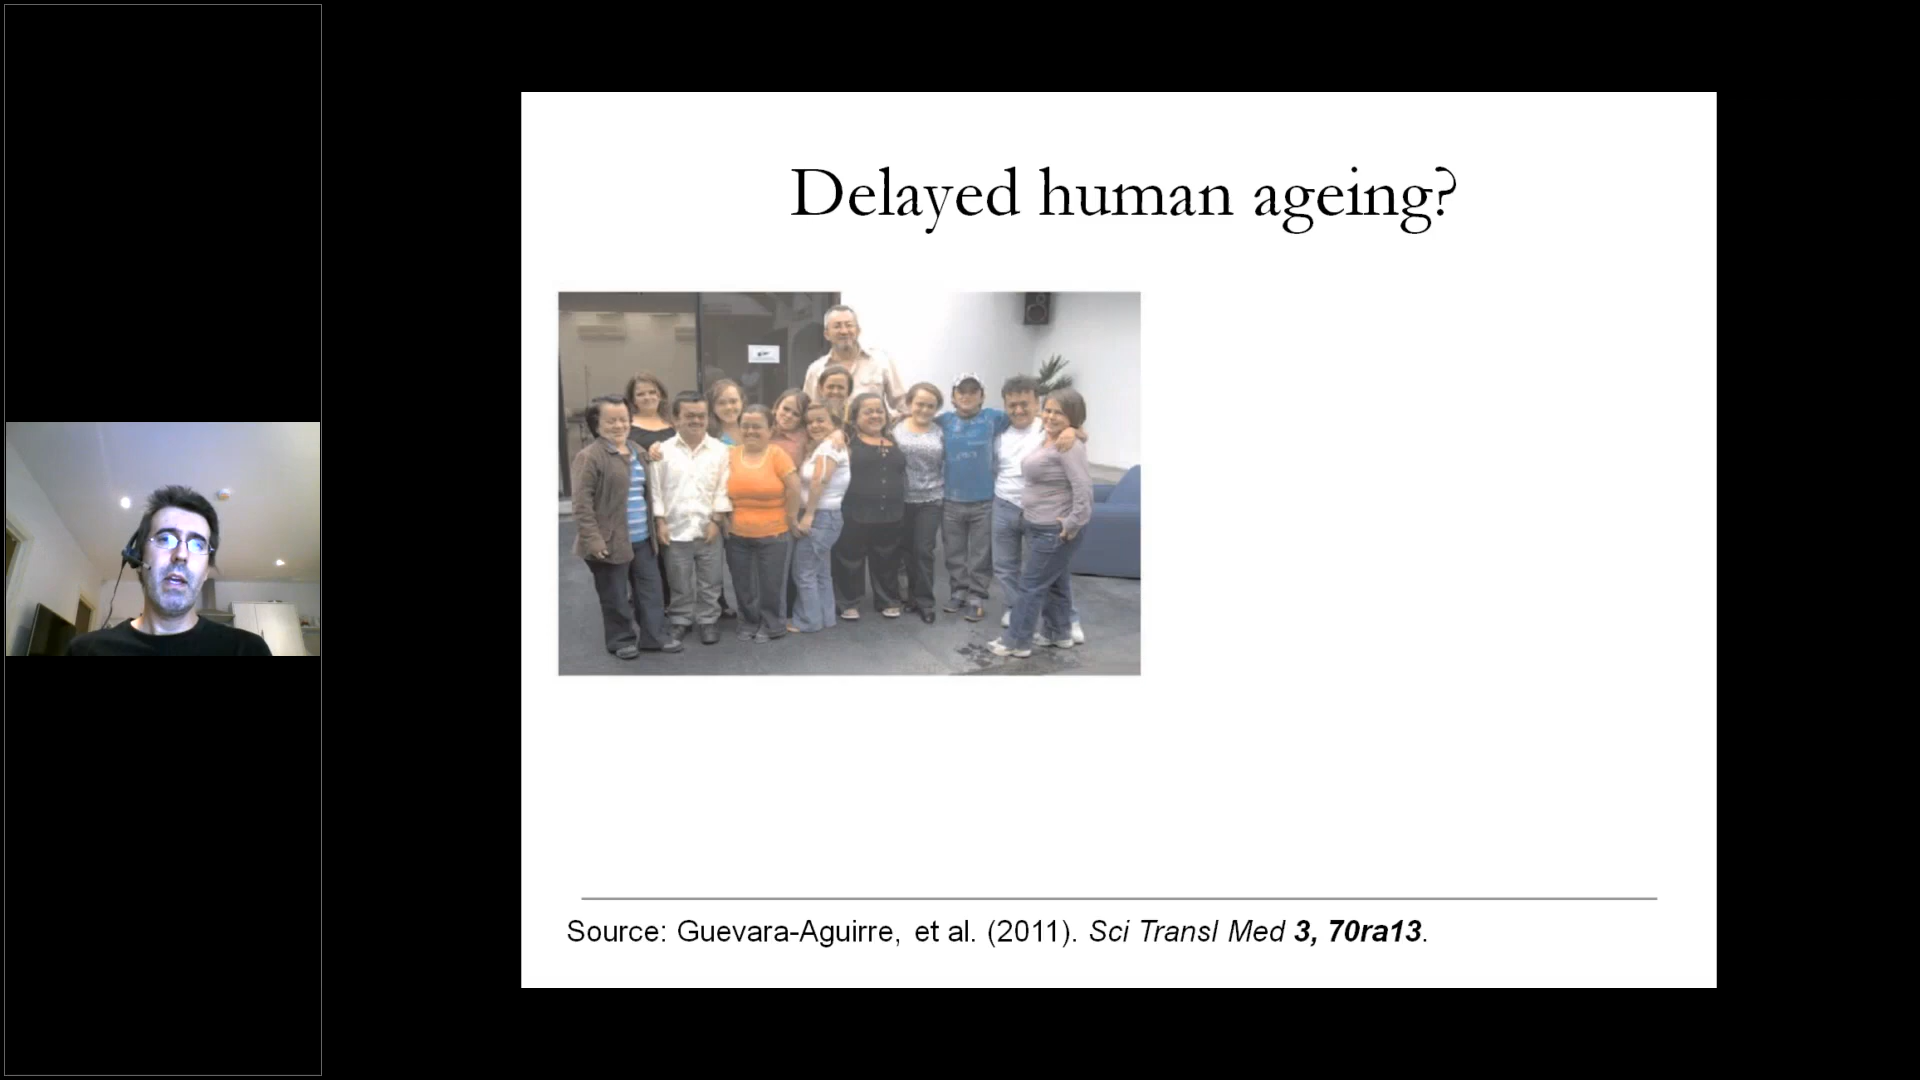 Delayed human ageing?
Source: Guevara-Aguirre, et al. (2011). Sci Transl Med 3, 70ra13.